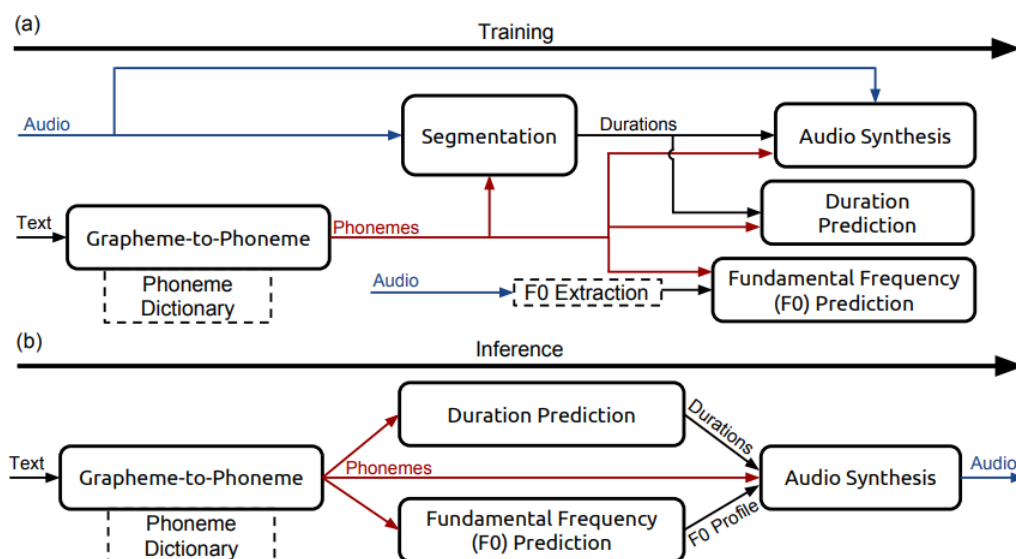 (a)
Training
Audio
Segmentation
Durations
Audio Synthesis
Text
Grapheme-to-Phoneme
Phonemes
Duration
Prediction
Phoneme
Dictionary
Audio
F0 Extraction
Fundamental Frequency
(F0) Prediction
(b)
Inference
Duration Prediction
Durations
Text
Grapheme-to-Phoneme
Phonemes
Audio Synthesis
Audio
Phoneme
Dictionary
Fundamental Frequency
(F0) Prediction
F0 Profile